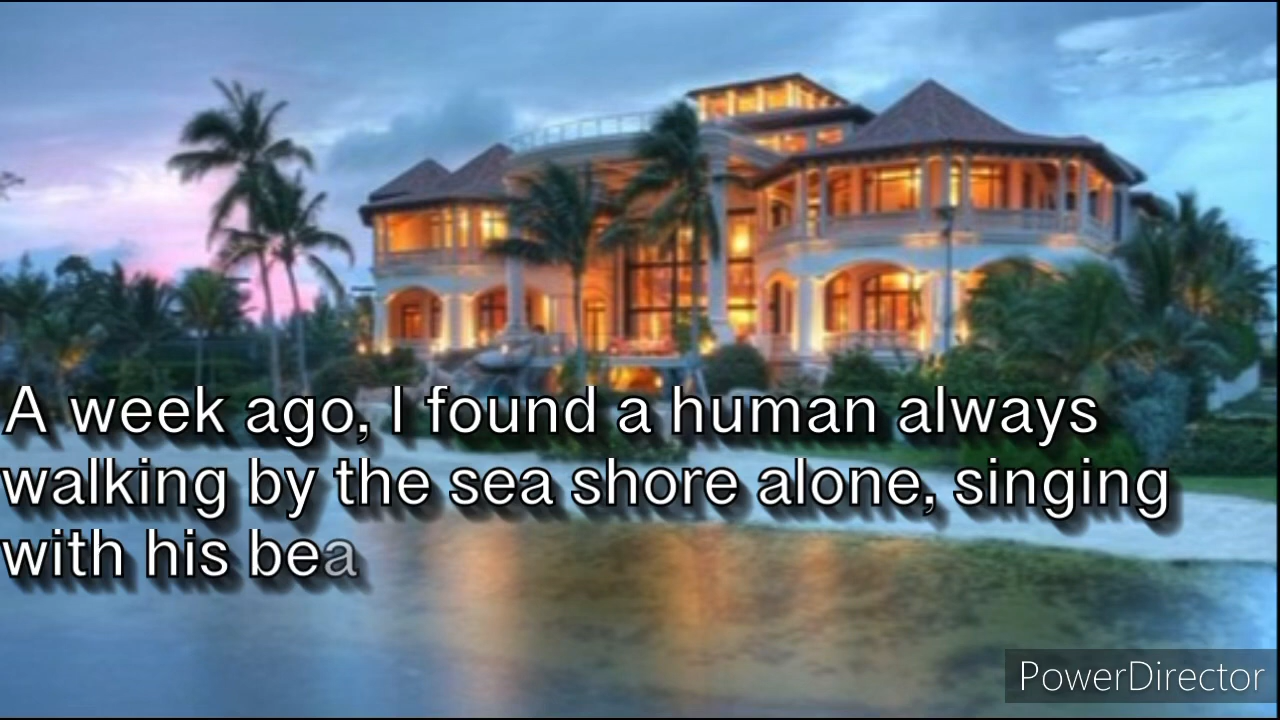 A week ago, I found a human always
walking by the sea shore alone, singing
with his bea
PowerDirector